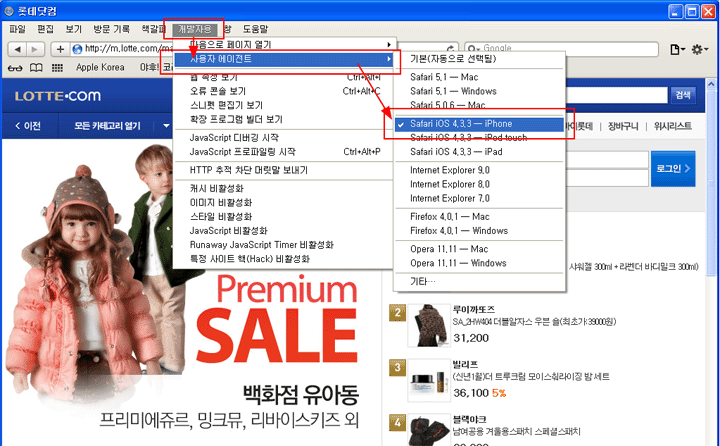 롯데닷컴
파일 편집 보기 방문 기록 책갈피 개발자용 창 도움말
http://m.lotte.com/ma
Google
Apple Korea 야후!
다음으로 페이지 열기
사용자 에이전트
웹 속성 보기 Ctrl+Alt+I
오류 콘솔 보기 Ctrl+Alt+C
스니펫 편집기 보기
확장 프로그램 빌더 보기
JavaScript 디버깅 시작
JavaScript 프로파일링 시작 Ctrl+Alt+P
HTTP 추적 차단 머릿말 보내기
캐시 비활성화
이미지 비활성화
스타일 비활성화
JavaScript 비활성화
Runaway JavaScript Timer 비활성화
특정 사이트 핵(Hack) 비활성화
기본(자동으로 선택됨)
Safari 5.1 — Mac
Safari 5.1 — Windows
Safari 5.0.6 — Mac
Safari iOS 4.3.3 — iPhone
Safari iOS 4.3.3 — iPod touch
Safari iOS 4.3.3 — iPad
Internet Explorer 9.0
Internet Explorer 8.0
Internet Explorer 7.0
Firefox 4.0.1 — Mac
Firefox 4.0.1 — Windows
Opera 11.11 — Mac
Opera 11.11 — Windows
기타…
LOTTE.COM
검색
< 이전 모든 카테고리 열기
마이롯데 | 장바구니 | 위시리스트
로그인 >
샤워젤 300ml + 라벤더 바디밀크 300ml)
Premium
SALE
백화점 유아동
프리미에쥬르, 밍크뮤, 리바이스키즈 외
2
루이까또즈
SA_2HW404 더블알자스 우븐 숄(최초가:39000원)
31,200
3
빌리프
(신년1월)더 트루크림 모이스춰라이징 밤 세트
36,100 5%
4
블랙야크
남여공용 겨울용스패치 스페셜스패치